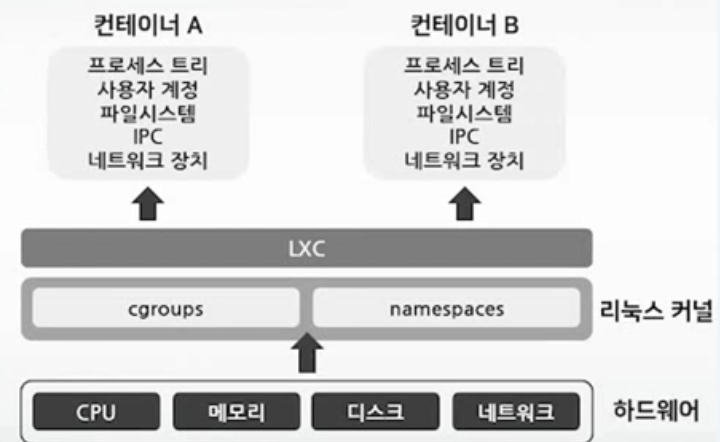 컨테이너 A
컨테이너 B
프로세스 트리
사용자 계정
파일시스템
IPC
네트워크 장치
프로세스 트리
사용자 계정
파일시스템
IPC
네트워크 장치
LXC
cgroups
namespaces
리눅스 커널
CPU
메모리
디스크
네트워크
하드웨어